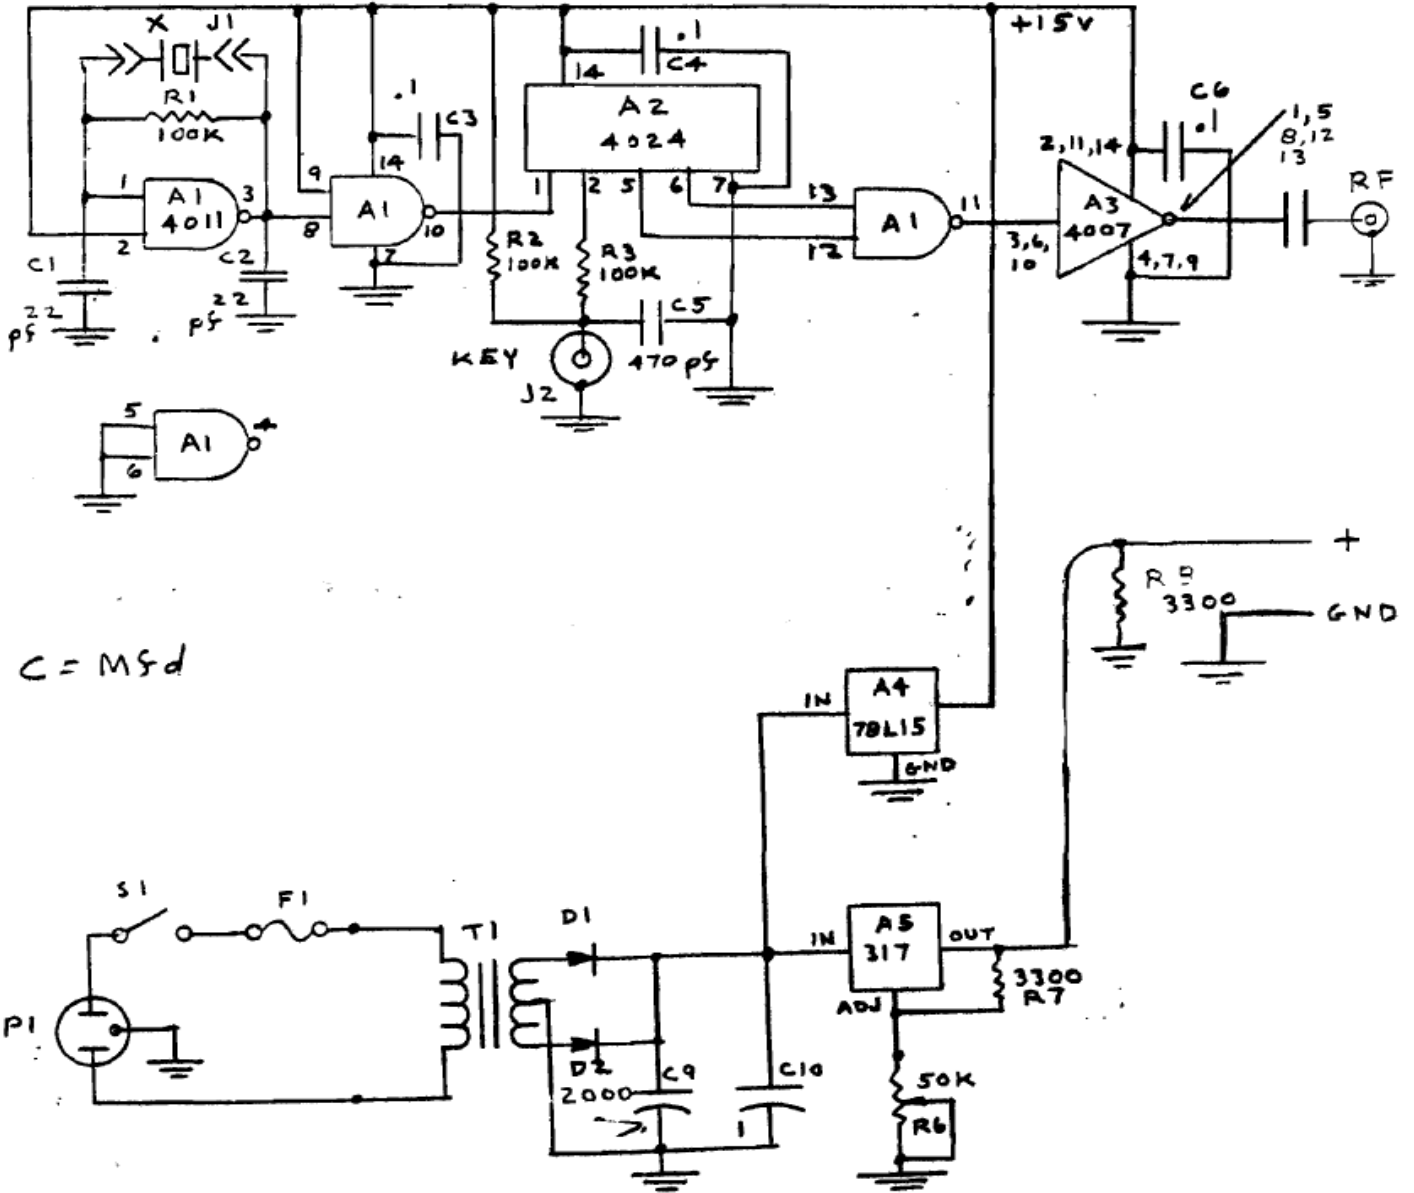 X J1
R1
100K
1
2
A1
4011
3
C1
22
pf
C2
22
pf
9
8
A1
14
.1
C3
10
7
R2
100K
14
.1
C4
A2
4024
1 2 5 6 7
R3
100K
C5
470 pf
KEY
J2
13
12
A1
11
+15V
2,11,14
A3
4007
3,6,
10
4,7,9
C6
.1
1,5
8,12
13
RF
5
6
A1
4
C = Mfd
R8
3300
+
GND
IN
A4
78L15
GND
S1
F1
T1
D1
P1
D2
2000
C9
C10
1
IN
A5
317
OUT
ADJ
3300
R7
50K
R6